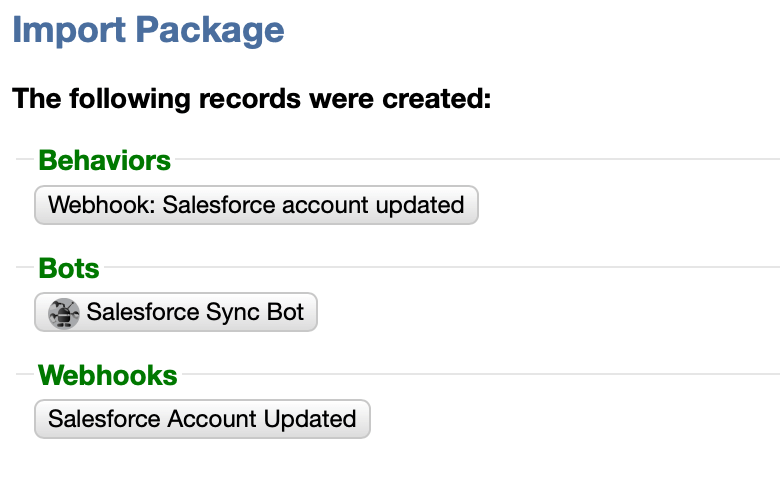 Import Package
The following records were created:
Behaviors
Webhook: Salesforce account updated
Bots
Salesforce Sync Bot
Webhooks
Salesforce Account Updated